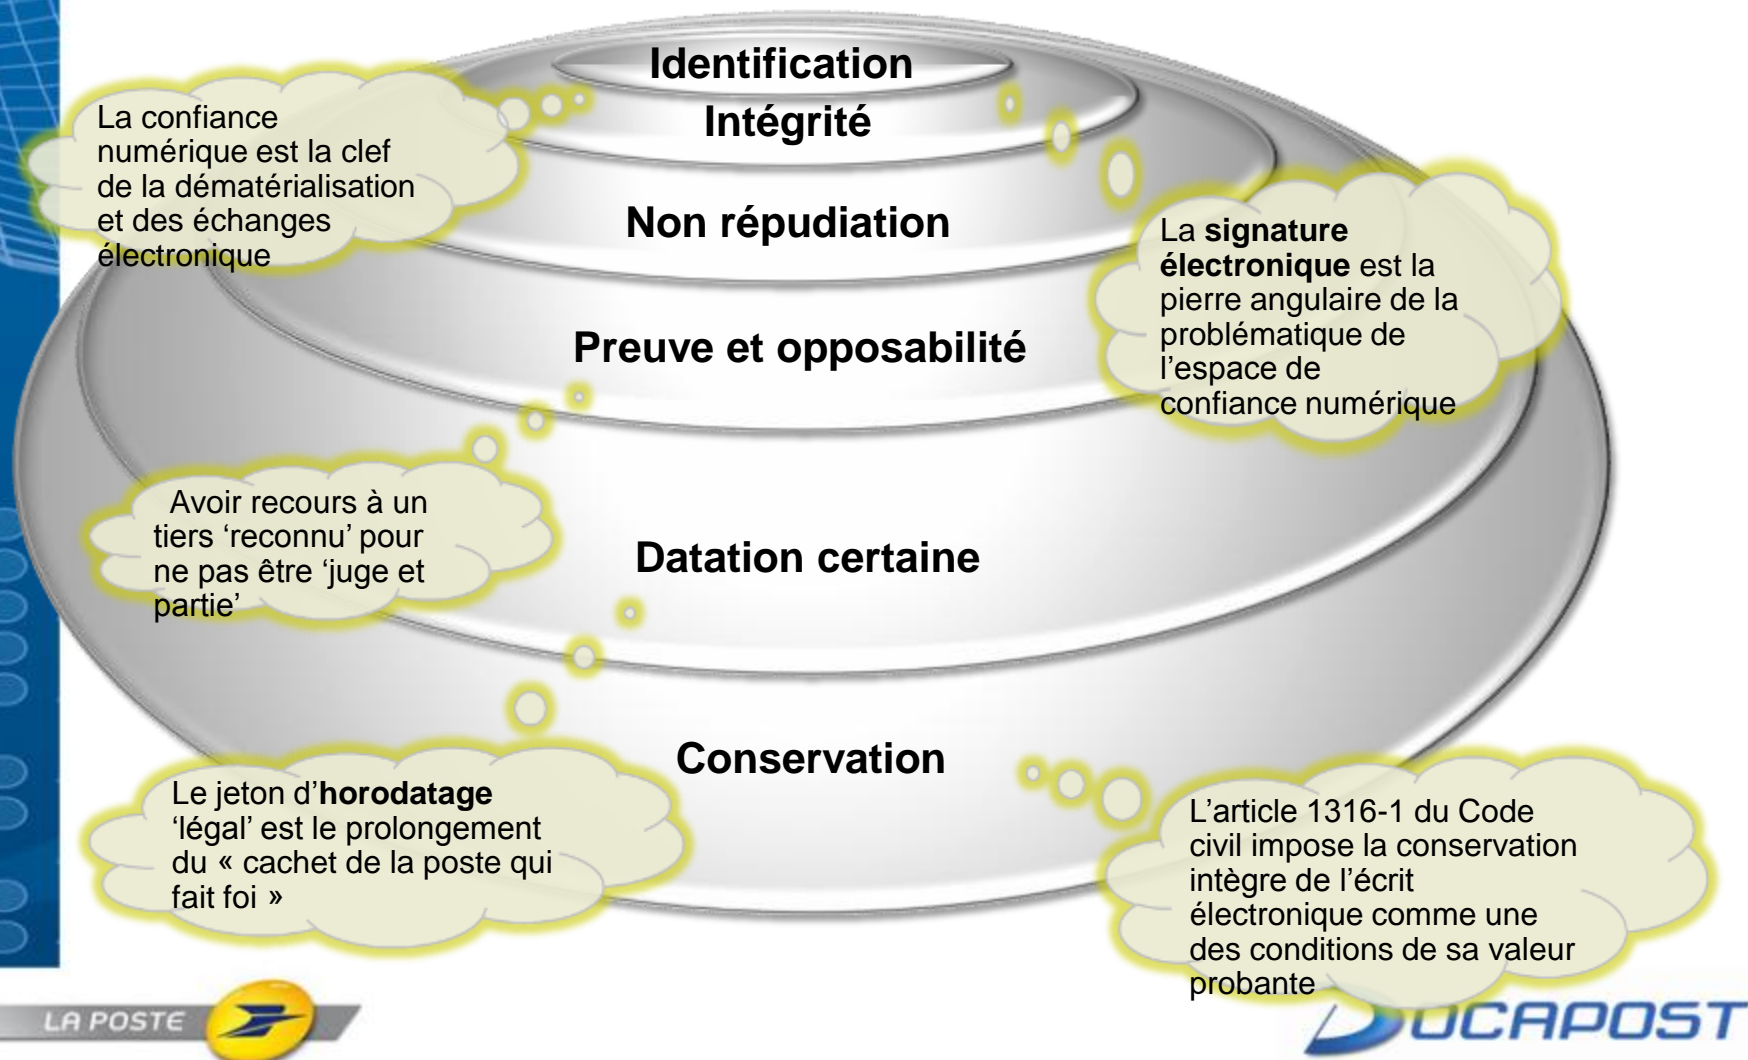 Identification
Intégrité
Non répudiation
Preuve et opposabilité
Datation certaine
Conservation
La confiance
numérique est la clef
de la dématérialisation
et des échanges
électronique
La signature
électronique est la
pierre angulaire de la
problématique de
l’espace de
confiance numérique
Avoir recours à un
tiers ‘reconnu’ pour
ne pas être ‘juge et
partie’
Le jeton d’horodatage
‘légal’ est le prolongement
du « cachet de la poste qui
fait foi »
L’article 1316-1 du Code
civil impose la conservation
intègre de l’écrit
électronique comme une
des conditions de sa valeur
probante
LA POSTE
DOCAPOST